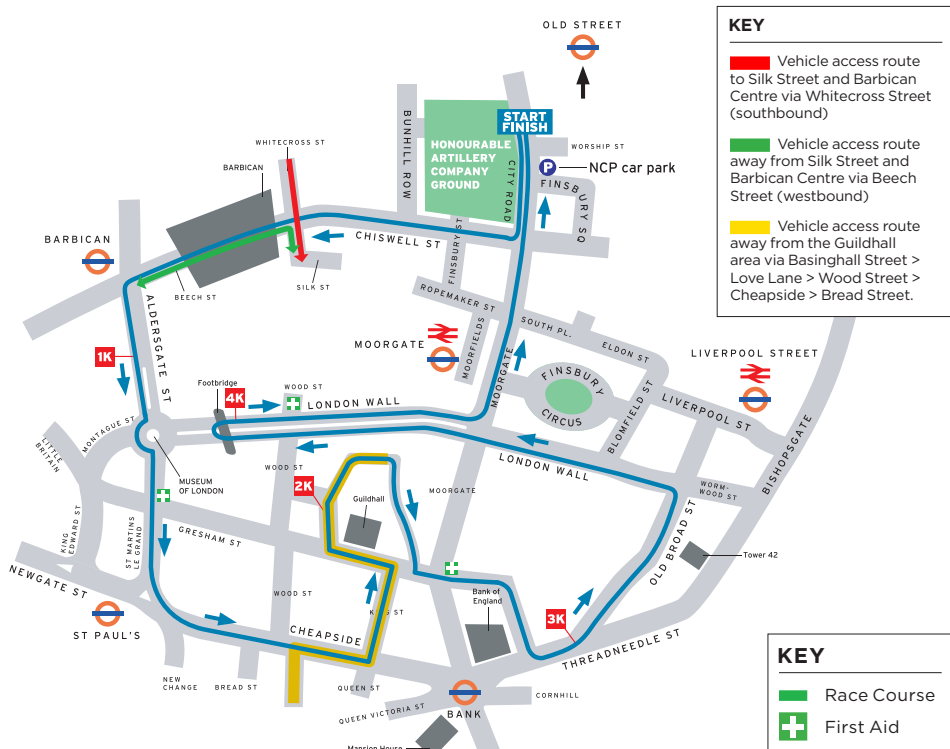 OLD STREET
KEY
Vehicle access route
to Silk Street and Barbican
Centre via Whitecross Street
(southbound)
Vehicle access route
away from Silk Street and
Barbican Centre via Beech
Street (westbound)
Vehicle access route
away from the Guildhall
area via Basinghall Street >
Love Lane > Wood Street >
Cheapside > Bread Street.
START
FINISH
BUNHILL ROW
HONOURABLE
ARTILLERY
COMPANY
GROUND
CITY ROAD
WORSHIP ST
P
NCP car park
FINSBURY SQ
WHITECROSS ST
BARBICAN
BARBICAN
CHISWELL ST
FINSBURY ST
SILK ST
BEECH ST
ROPEMAKER ST
SOUTH PL.
ELDON ST
MOORFIELDS
MOORGATE
MOORGATE
LIVERPOOL STREET
ALDERSGATE ST
1K
FINSBURY
CIRCUS
BLOMFIELD ST
LIVERPOOL ST
BISHOPSGATE
Footbridge
4K
WOOD ST
LONDON WALL
LONDON WALL
MONTAGUE ST
LITTLE
BRITAIN
MUSEUM
OF LONDON
WOOD ST
2K
Guildhall
MOORGATE
WORM-
WOOD ST
OLD BROAD ST
Tower 42
KING
EDWARD ST
ST MARTINS
LE GRAND
GRESHAM ST
NEWGATE ST
ST PAUL'S
WOOD ST
CHEAPSIDE
KING ST
Bank of
England
3K
THREADNEEDLE ST
NEW
CHANGE
BREAD ST
QUEEN ST
QUEEN VICTORIA ST
BANK
CORNHILL
Mansion House
KEY
Race Course
First Aid